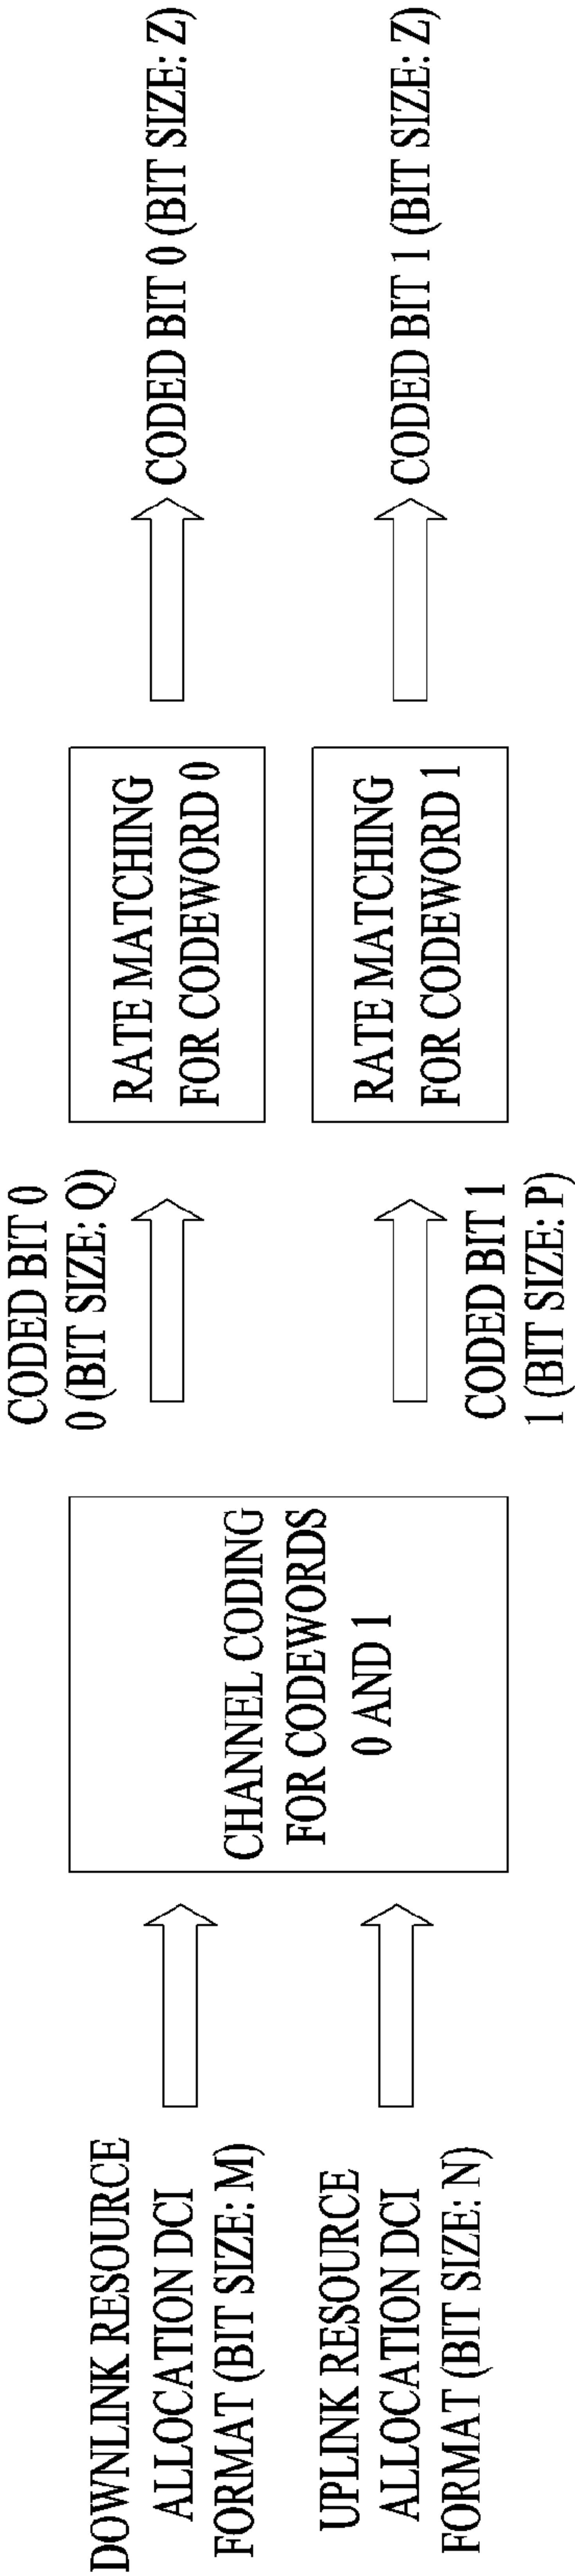 DOWNLINK RESOURCE
ALLOCATION DCI
FORMAT (BIT SIZE: M)
UPLINK RESOURCE
ALLOCATION DCI
FORMAT (BIT SIZE: N)
CHANNEL CODING
FOR CODEWORDS
0 AND 1
CODED BIT 0
0 (BIT SIZE: Q)
CODED BIT 1
1 (BIT SIZE: P)
RATE MATCHING
FOR CODEWORD 0
RATE MATCHING
FOR CODEWORD 1
CODED BIT 0 (BIT SIZE: Z)
CODED BIT 1 (BIT SIZE: Z)